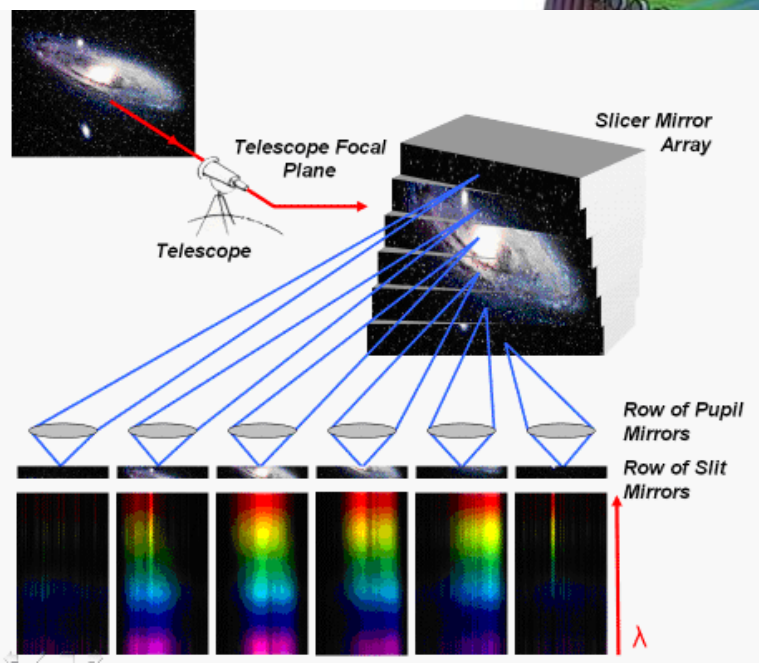 Slicer Mirror
Array
Telescope Focal
Plane
Telescope
Row of Pupil
Mirrors
Row of Slit
Mirrors
λ